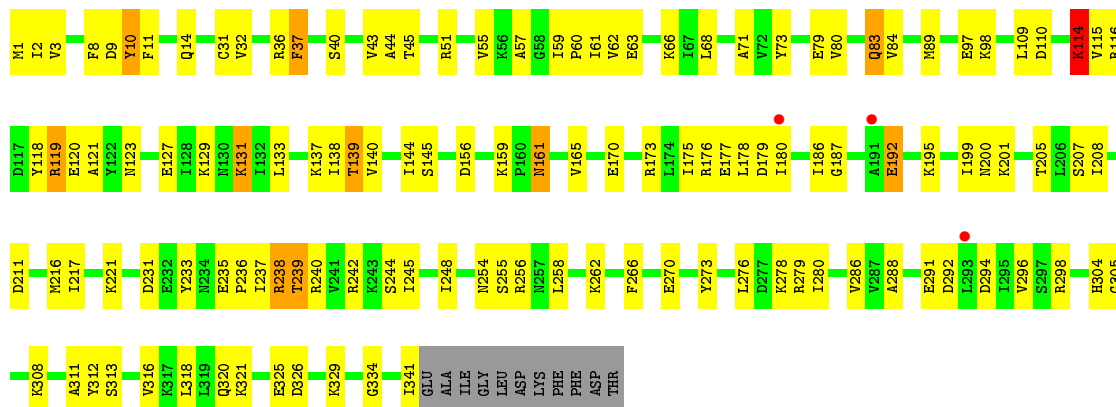 M1 I2 V3 F8 D9 Y10 F11 Q14 C31 V32 R36 F37 S40 V43 A44 T45 R51 V55 K56 A57 G58 I59 P60 I61 V62 E63 K66 I67 L68 A71 V72 Y73 E79 V80 Q83 V84 M89 E97 K98 L109 D110 K114 V115
D117 Y118 R119 E120 A121 Y122 N123 E127 I128 K129 N130 K131 I132 L133 K137 I138 T139 V140 I144 S145 D156 K159 P160 N161 V165 E170 R173 L174 I175 R176 E177 L178 D179 I180 I186 G187 A191 E192 K195 I199 N200 K201 T205 L206 S207 I208
D211 M216 I217 K221 D231 E232 Y233 N234 E235 P236 I237 R238 T239 R240 V241 R242 K243 S244 I245 I248 N254 S255 R256 N257 L258 K262 F266 E270 Y273 L276 D277 K278 R279 I280 V286 V287 A288 E291 D292 L293 D294 I295 V296 S297 R298 H304
K308 A311 Y312 S313 V316 K317 L318 L319 Q320 K321 E325 D326 K329 G334 I341 GLU ALA ILE GLY LEU ASP LYS PHE PHE ASP THR